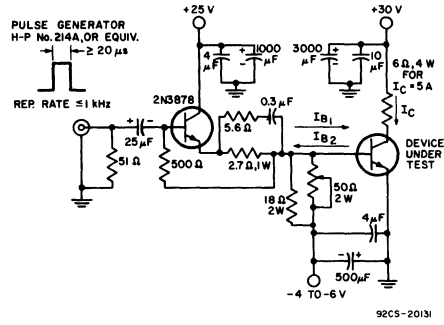 PULSE GENERATOR
H-P No. 214A, OR EQUIV.
≥ 20 μs
REP. RATE ≤ 1 kHz
+25 V
+30 V
4 μF
+
-
1000 μF
3000 μF
+
-
10 μF
6 Ω, 4 W
FOR
IC = 5 A
IC
2N3878
0.3 μF
5.6 Ω
IB1
IB2
DEVICE
UNDER
TEST
+ -
25 μF
51 Ω
500 Ω
2.7 Ω, 1 W
18 Ω
2 W
50 Ω
2 W
4 μF
- +
500 μF
-4 TO -6 V
92CS-20131